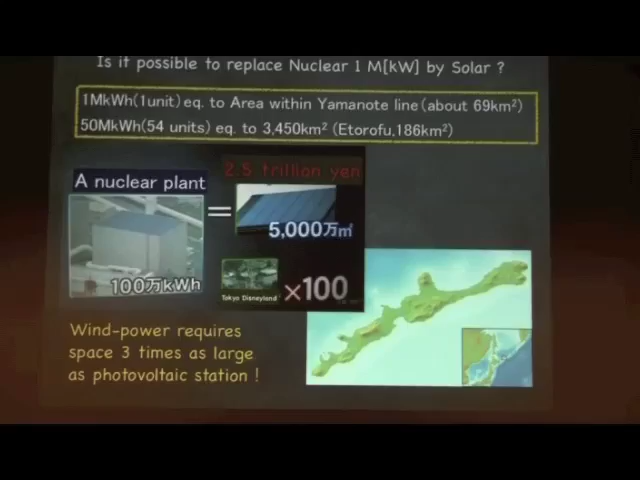 Is it possible to replace Nuclear 1 M[kW] by Solar ?
1MkWh(1unit) eq. to Area within Yamanote line(about 69km²)
50MkWh(54 units) eq. to 3,450km² (Etorofu,186km²)
2.5 trillion yen
A nuclear plant
=
5,000万㎡
100万kWh
Tokyo Disneyland
×100
Wind-power requires
space 3 times as large
as photovoltaic station !